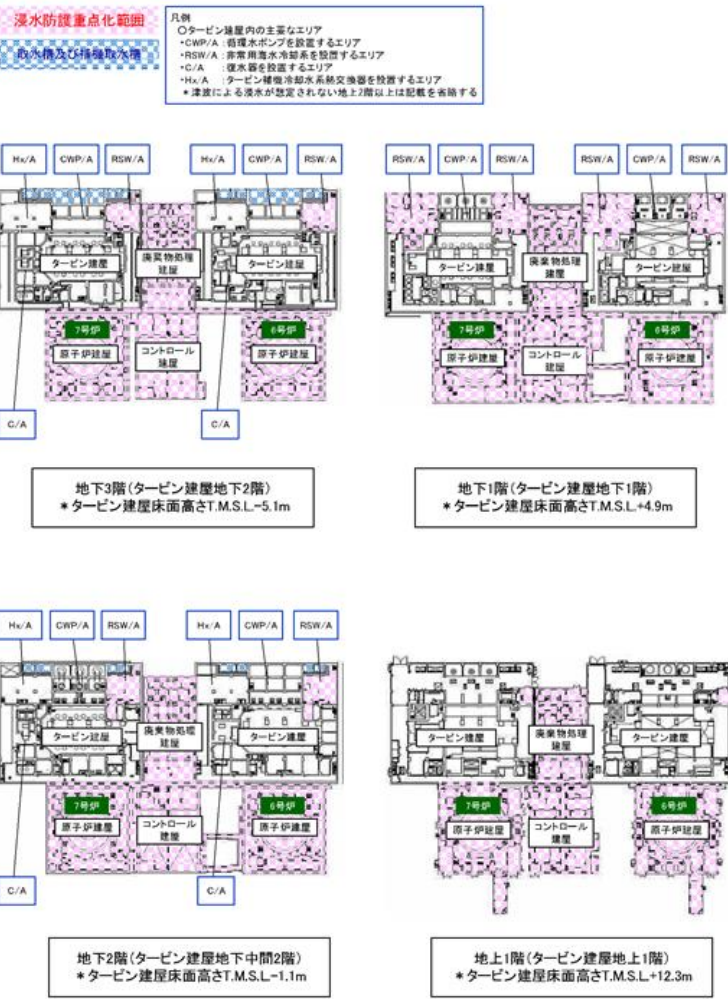 浸水防護重点化範囲
取水槽及び補機取水槽
凡例
○タービン建屋内の主要なエリア
・CWP/A：循環水ポンプを設置するエリア
・RSW/A：非常用海水冷却系を設置するエリア
・C/A　：復水器を設置するエリア
・Hx/A　：タービン補機冷却水系熱交換器を設置するエリア
＊津波による浸水が想定されない地上2階以上は記載を省略する
Hx/A CWP/A RSW/A Hx/A CWP/A RSW/A
タービン建屋 廃棄物処理建屋 タービン建屋
7号炉 6号炉
原子炉建屋 コントロール建屋 原子炉建屋
C/A C/A
地下3階(タービン建屋地下2階)
＊タービン建屋床面高さT.M.S.L.-5.1m
RSW/A CWP/A RSW/A RSW/A CWP/A RSW/A
タービン建屋 廃棄物処理建屋 タービン建屋
7号炉 6号炉
原子炉建屋 コントロール建屋 原子炉建屋
地下1階(タービン建屋地下1階)
＊タービン建屋床面高さT.M.S.L.+4.9m
Hx/A CWP/A RSW/A Hx/A CWP/A RSW/A
タービン建屋 廃棄物処理建屋 タービン建屋
7号炉 6号炉
原子炉建屋 コントロール建屋 原子炉建屋
C/A C/A
地下2階(タービン建屋地下中間2階)
＊タービン建屋床面高さT.M.S.L.-1.1m
タービン建屋 廃棄物処理建屋 タービン建屋
7号炉 6号炉
原子炉建屋 コントロール建屋 原子炉建屋
地上1階(タービン建屋地上1階)
＊タービン建屋床面高さT.M.S.L.+12.3m